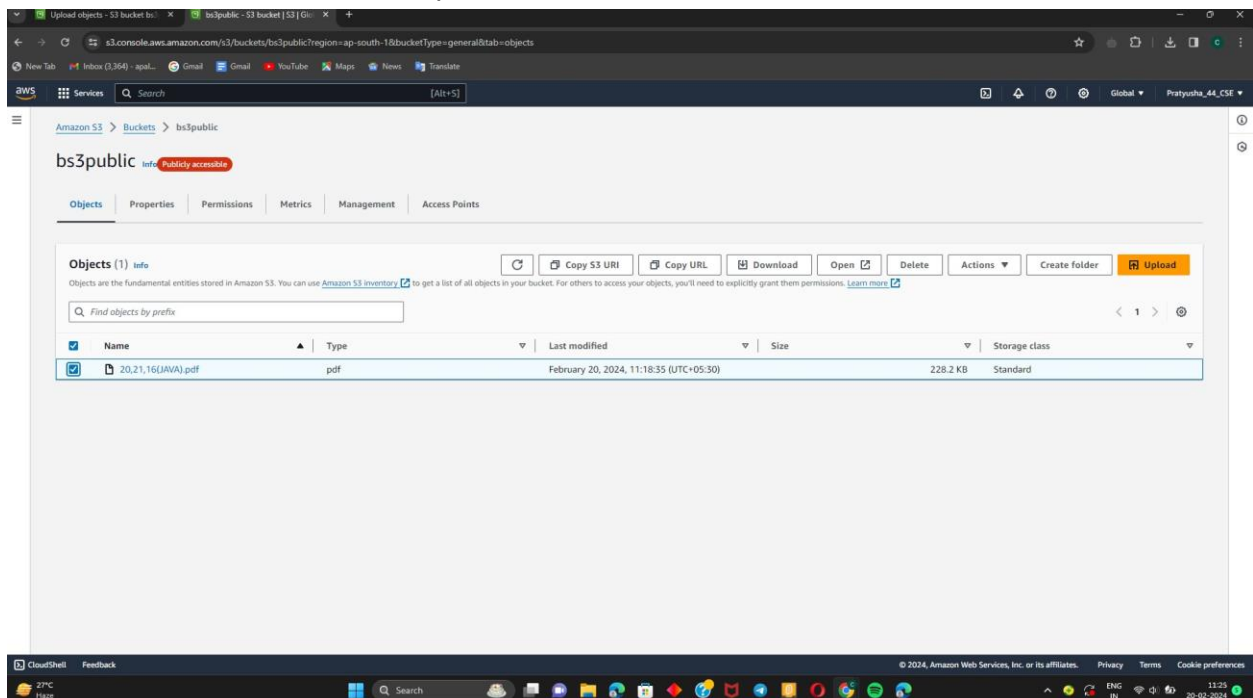 Upload objects - S3 bucket bs3
bs3public - S3 bucket | S3 | Glo
s3.console.aws.amazon.com/s3/buckets/bs3public?region=ap-south-1&bucketType=general&tab=objects
New Tab Inbox (3,364) - apal... Gmail Gmail YouTube Maps News Translate
aws Services Search [Alt+S] Global Pratyusha_44_CSE
Amazon S3 > Buckets > bs3public
bs3public Info Publicly accessible
Objects Properties Permissions Metrics Management Access Points
Objects (1) Info Copy S3 URI Copy URL Download Open Delete Actions Create folder Upload
Objects are the fundamental entities stored in Amazon S3. You can use Amazon S3 inventory to get a list of all objects in your bucket. For others to access your objects, you'll need to explicitly grant them permissions. Learn more
Find objects by prefix < 1 >
Name Type Last modified Size Storage class
20,21,16(JAVA).pdf pdf February 20, 2024, 11:18:35 (UTC+05:30) 228.2 KB Standard
CloudShell Feedback © 2024, Amazon Web Services, Inc. or its affiliates. Privacy Terms Cookie preferences
27°C Search ENG 11:25
Haze IN 20-02-2024